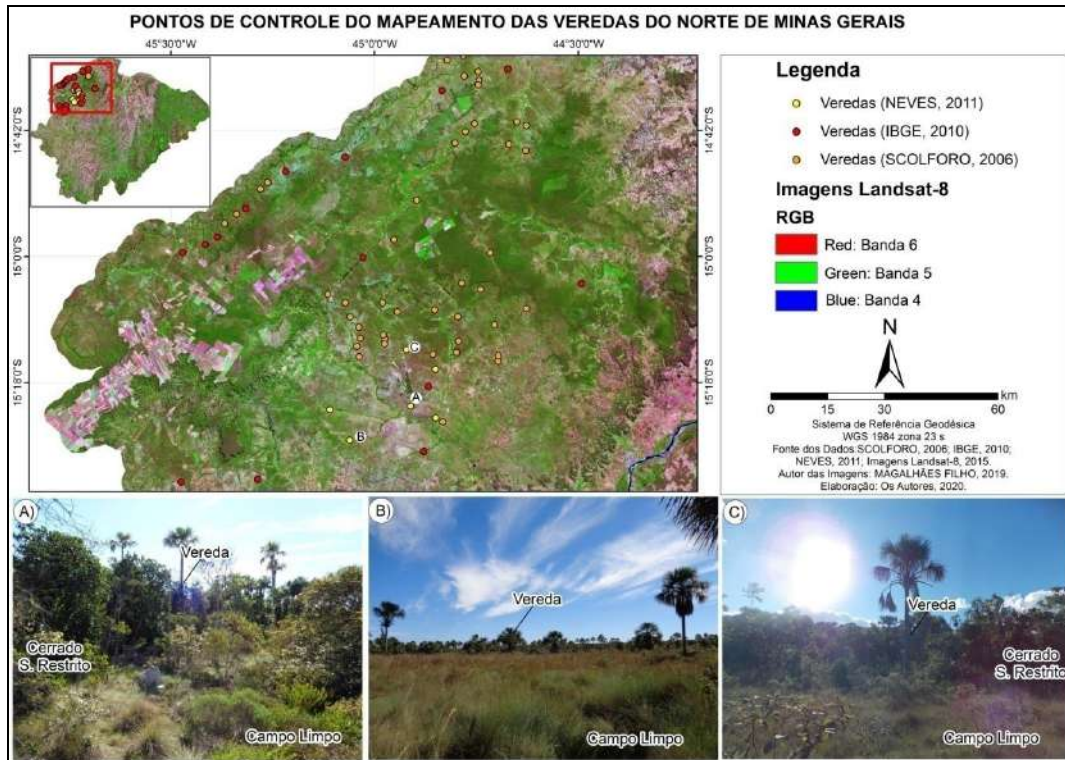 PONTOS DE CONTROLE DO MAPEAMENTO DAS VEREDAS DO NORTE DE MINAS GERAIS
45°30'0"W
45°0'0"W
44°30'0"W
14°42'0"S
14°42'0"S
15°0'0"S
15°0'0"S
15°18'0"S
15°18'0"S
C
A
B
Legenda
Veredas (NEVES, 2011)
Veredas (IBGE, 2010)
Veredas (SCOLFORO, 2006)
Imagens Landsat-8
RGB
Red: Banda 6
Green: Banda 5
Blue: Banda 4
N
km
0 15 30 60
Sistema de Referência Geodésica
WGS 1984 zona 23 s
Fonte dos Dados:SCOLFORO, 2006; IBGE, 2010;
NEVES, 2011; Imagens Landsat-8, 2015.
Autor das Imagens: MAGALHÃES FILHO, 2019.
Elaboração: Os Autores, 2020.
A)
Vereda
Cerrado
S. Restrito
Campo Limpo
B)
Vereda
Campo Limpo
C)
Vereda
Cerrado
S. Restrito
Campo Limpo